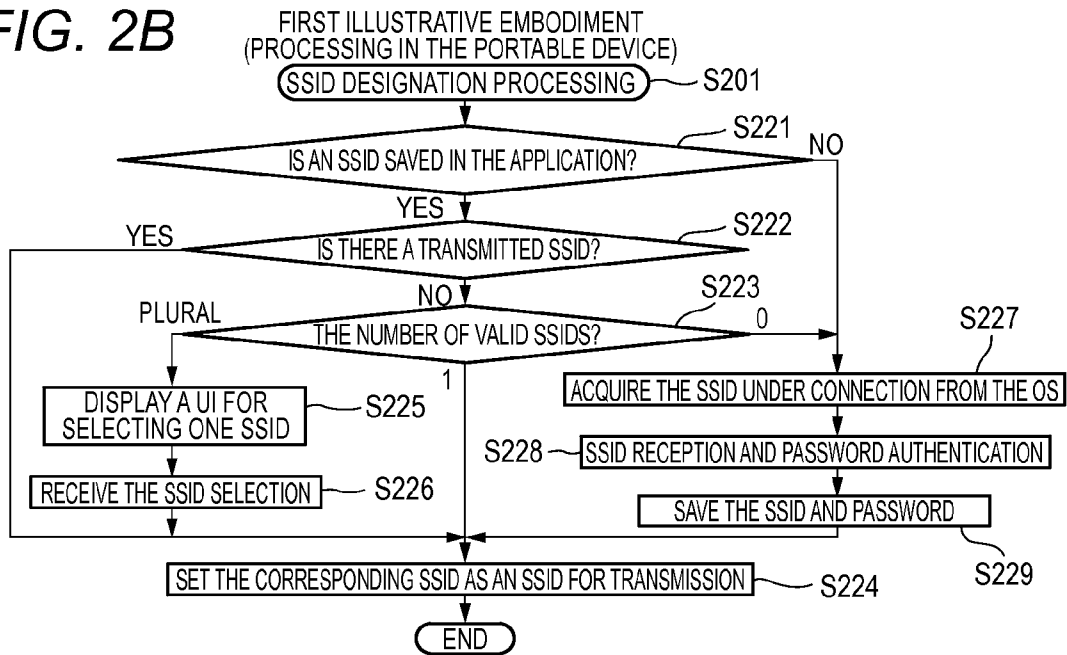 FIG. 2B
FIRST ILLUSTRATIVE EMBODIMENT
(PROCESSING IN THE PORTABLE DEVICE)
SSID DESIGNATION PROCESSING
S201
S221
IS AN SSID SAVED IN THE APPLICATION?
NO
YES
S222
YES
IS THERE A TRANSMITTED SSID?
NO
S223
PLURAL
THE NUMBER OF VALID SSIDS?
0
1
S227
ACQUIRE THE SSID UNDER CONNECTION FROM THE OS
DISPLAY A UI FOR
SELECTING ONE SSID
S225
S228
SSID RECEPTION AND PASSWORD AUTHENTICATION
RECEIVE THE SSID SELECTION
S226
SAVE THE SSID AND PASSWORD
S229
SET THE CORRESPONDING SSID AS AN SSID FOR TRANSMISSION
S224
END